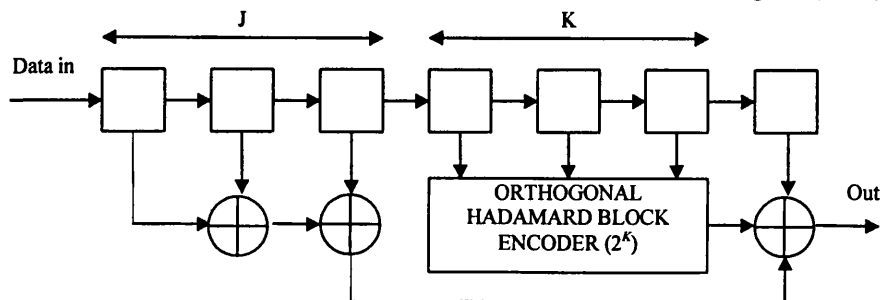 J
K
Data in
Out
ORTHOGONAL
HADAMARD BLOCK
ENCODER (2^K)